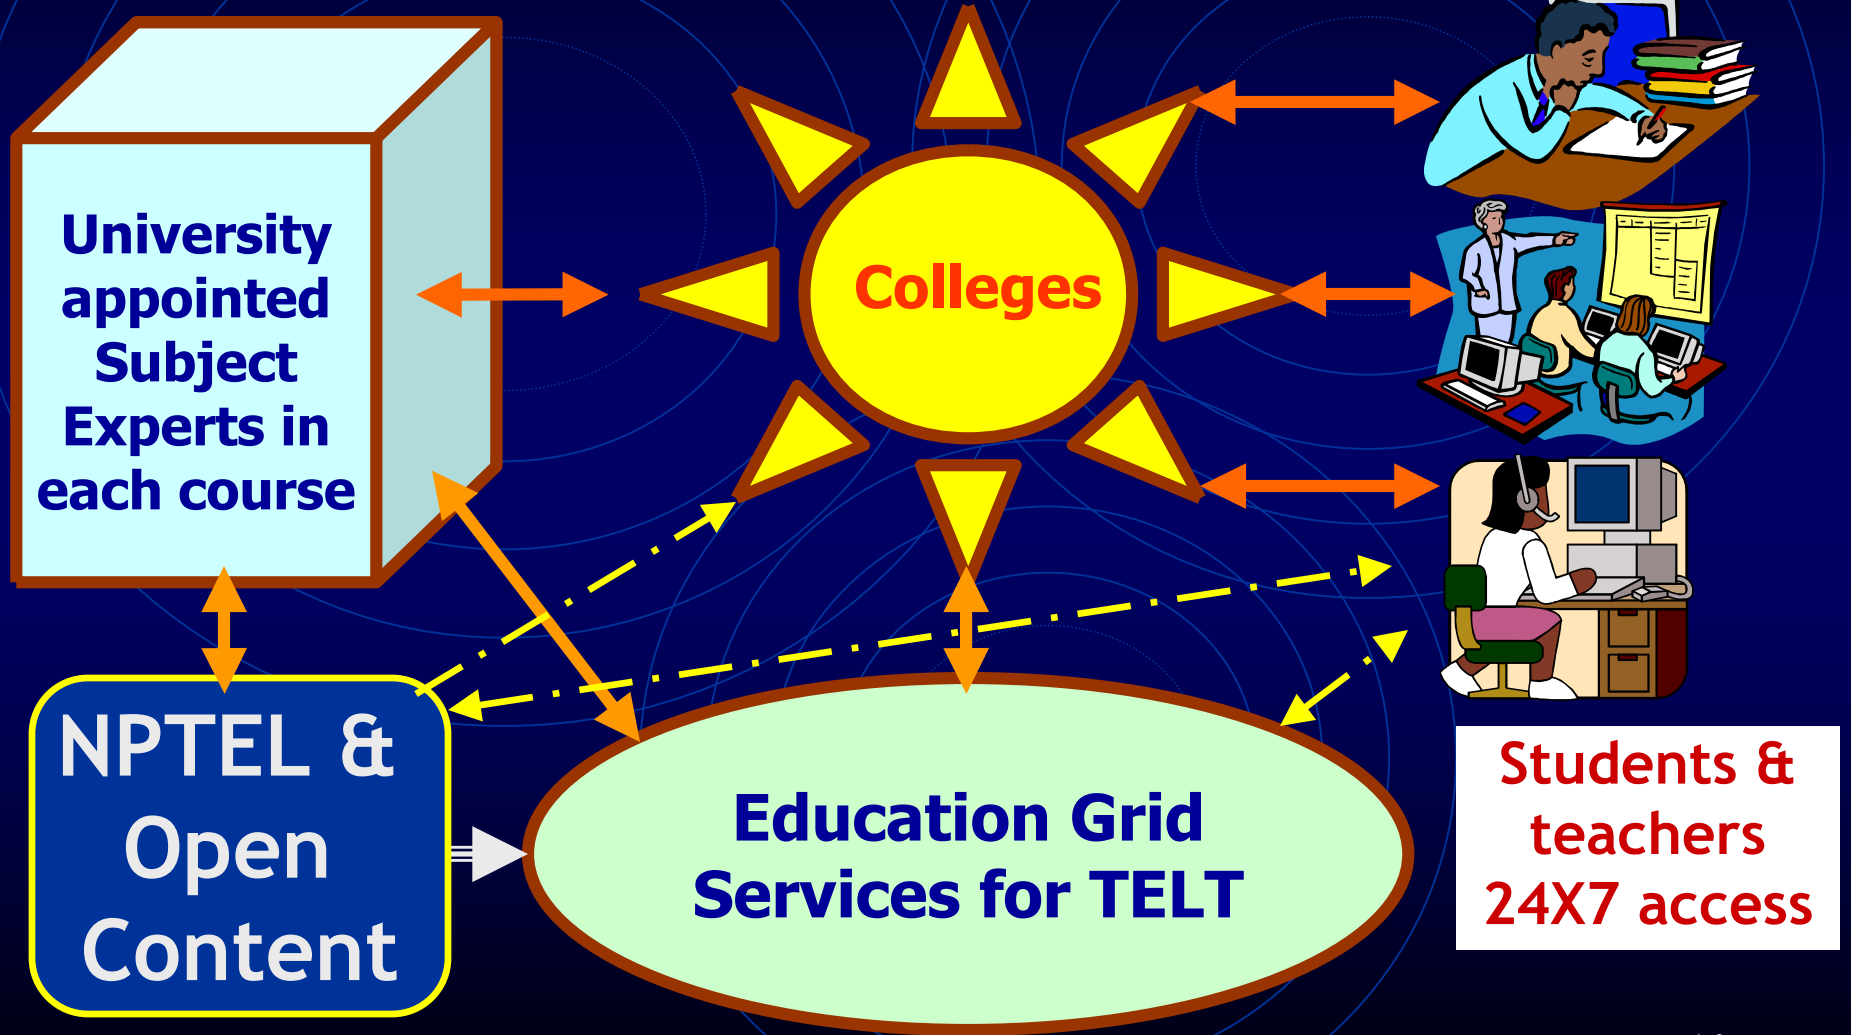 University
appointed
Subject
Experts in
each course
Colleges
NPTEL &
Open
Content
Education Grid
Services for TELT
Students &
teachers
24X7 access